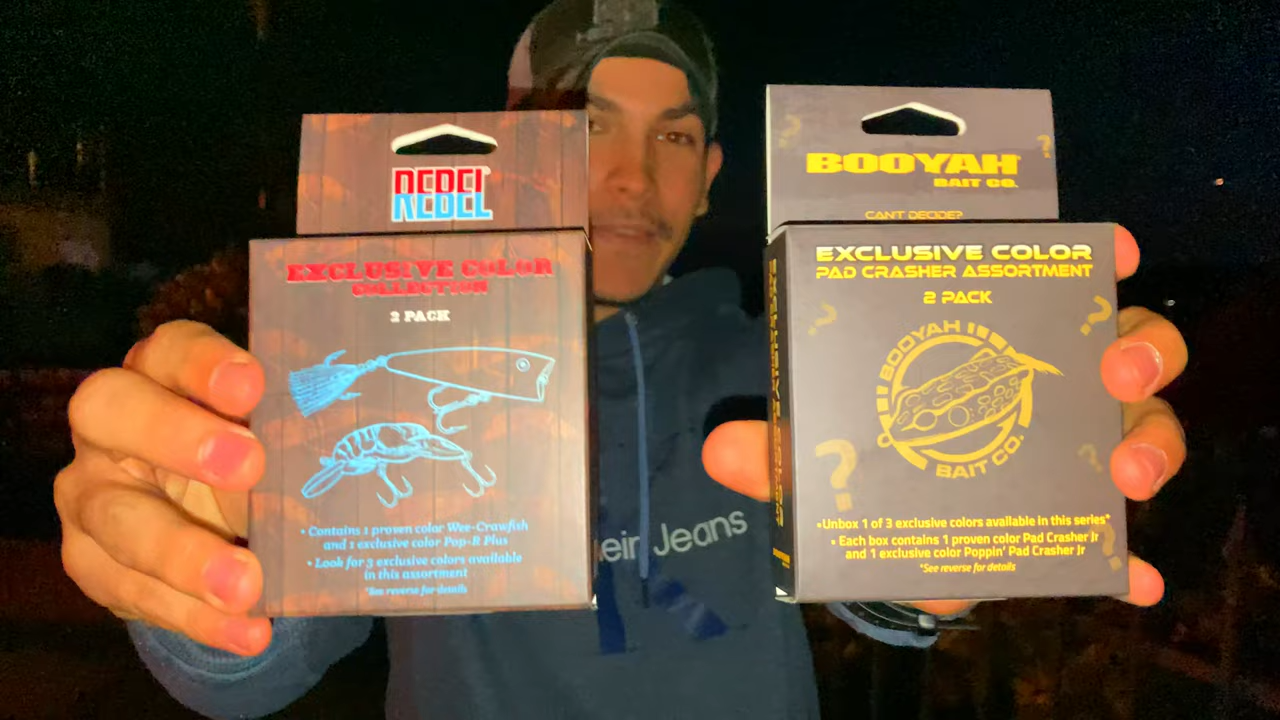 REBEL
EXCLUSIVE COLOR
COLLECTION
2 PACK
• Contains 1 proven color Wee-Crawfish
and 1 exclusive color Pop-R Plus
• Look for 3 exclusive colors available
in this assortment
*See reverse for details
ein Jeans
BOOYAH
BAIT CO.
CAN'T DECIDE?
EXCLUSIVE COLOR
PAD CRASHER ASSORTMENT
2 PACK
BOOYAH
BAIT CO.
•Unbox 1 of 3 exclusive colors available in this series*
• Each box contains 1 proven color Pad Crasher Jr
and 1 exclusive color Poppin' Pad Crasher Jr
*See reverse for details